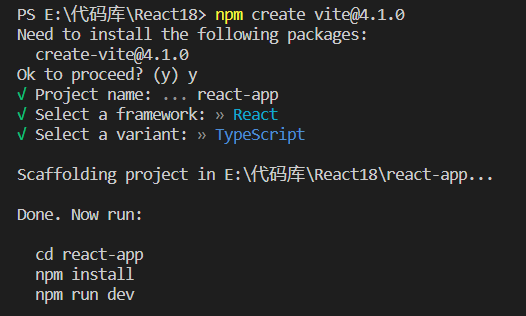 PS E:\代码库\React18> npm create vite@4.1.0
Need to install the following packages:
  create-vite@4.1.0
Ok to proceed? (y) y
√ Project name: ... react-app
√ Select a framework: » React
√ Select a variant: » TypeScript
Scaffolding project in E:\代码库\React18\react-app...
Done. Now run:
  cd react-app
  npm install
  npm run dev